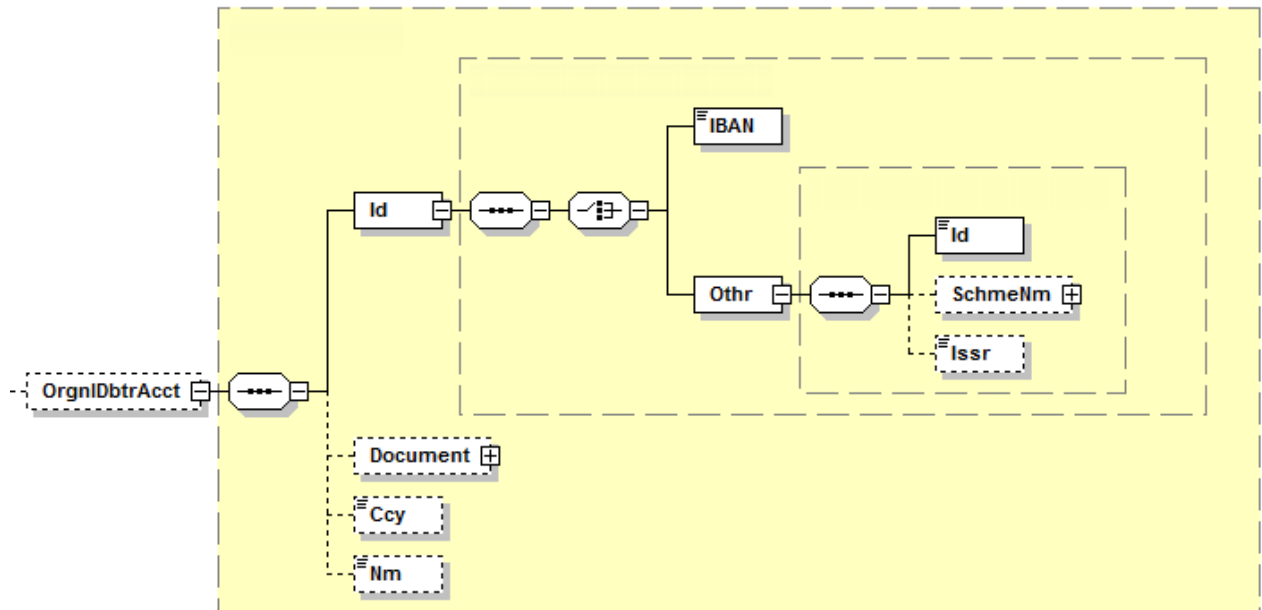 IBAN
Id
Id
Othr
SchmeNm
Issr
OrgnlDbtrAcct
Document
Ccy
Nm